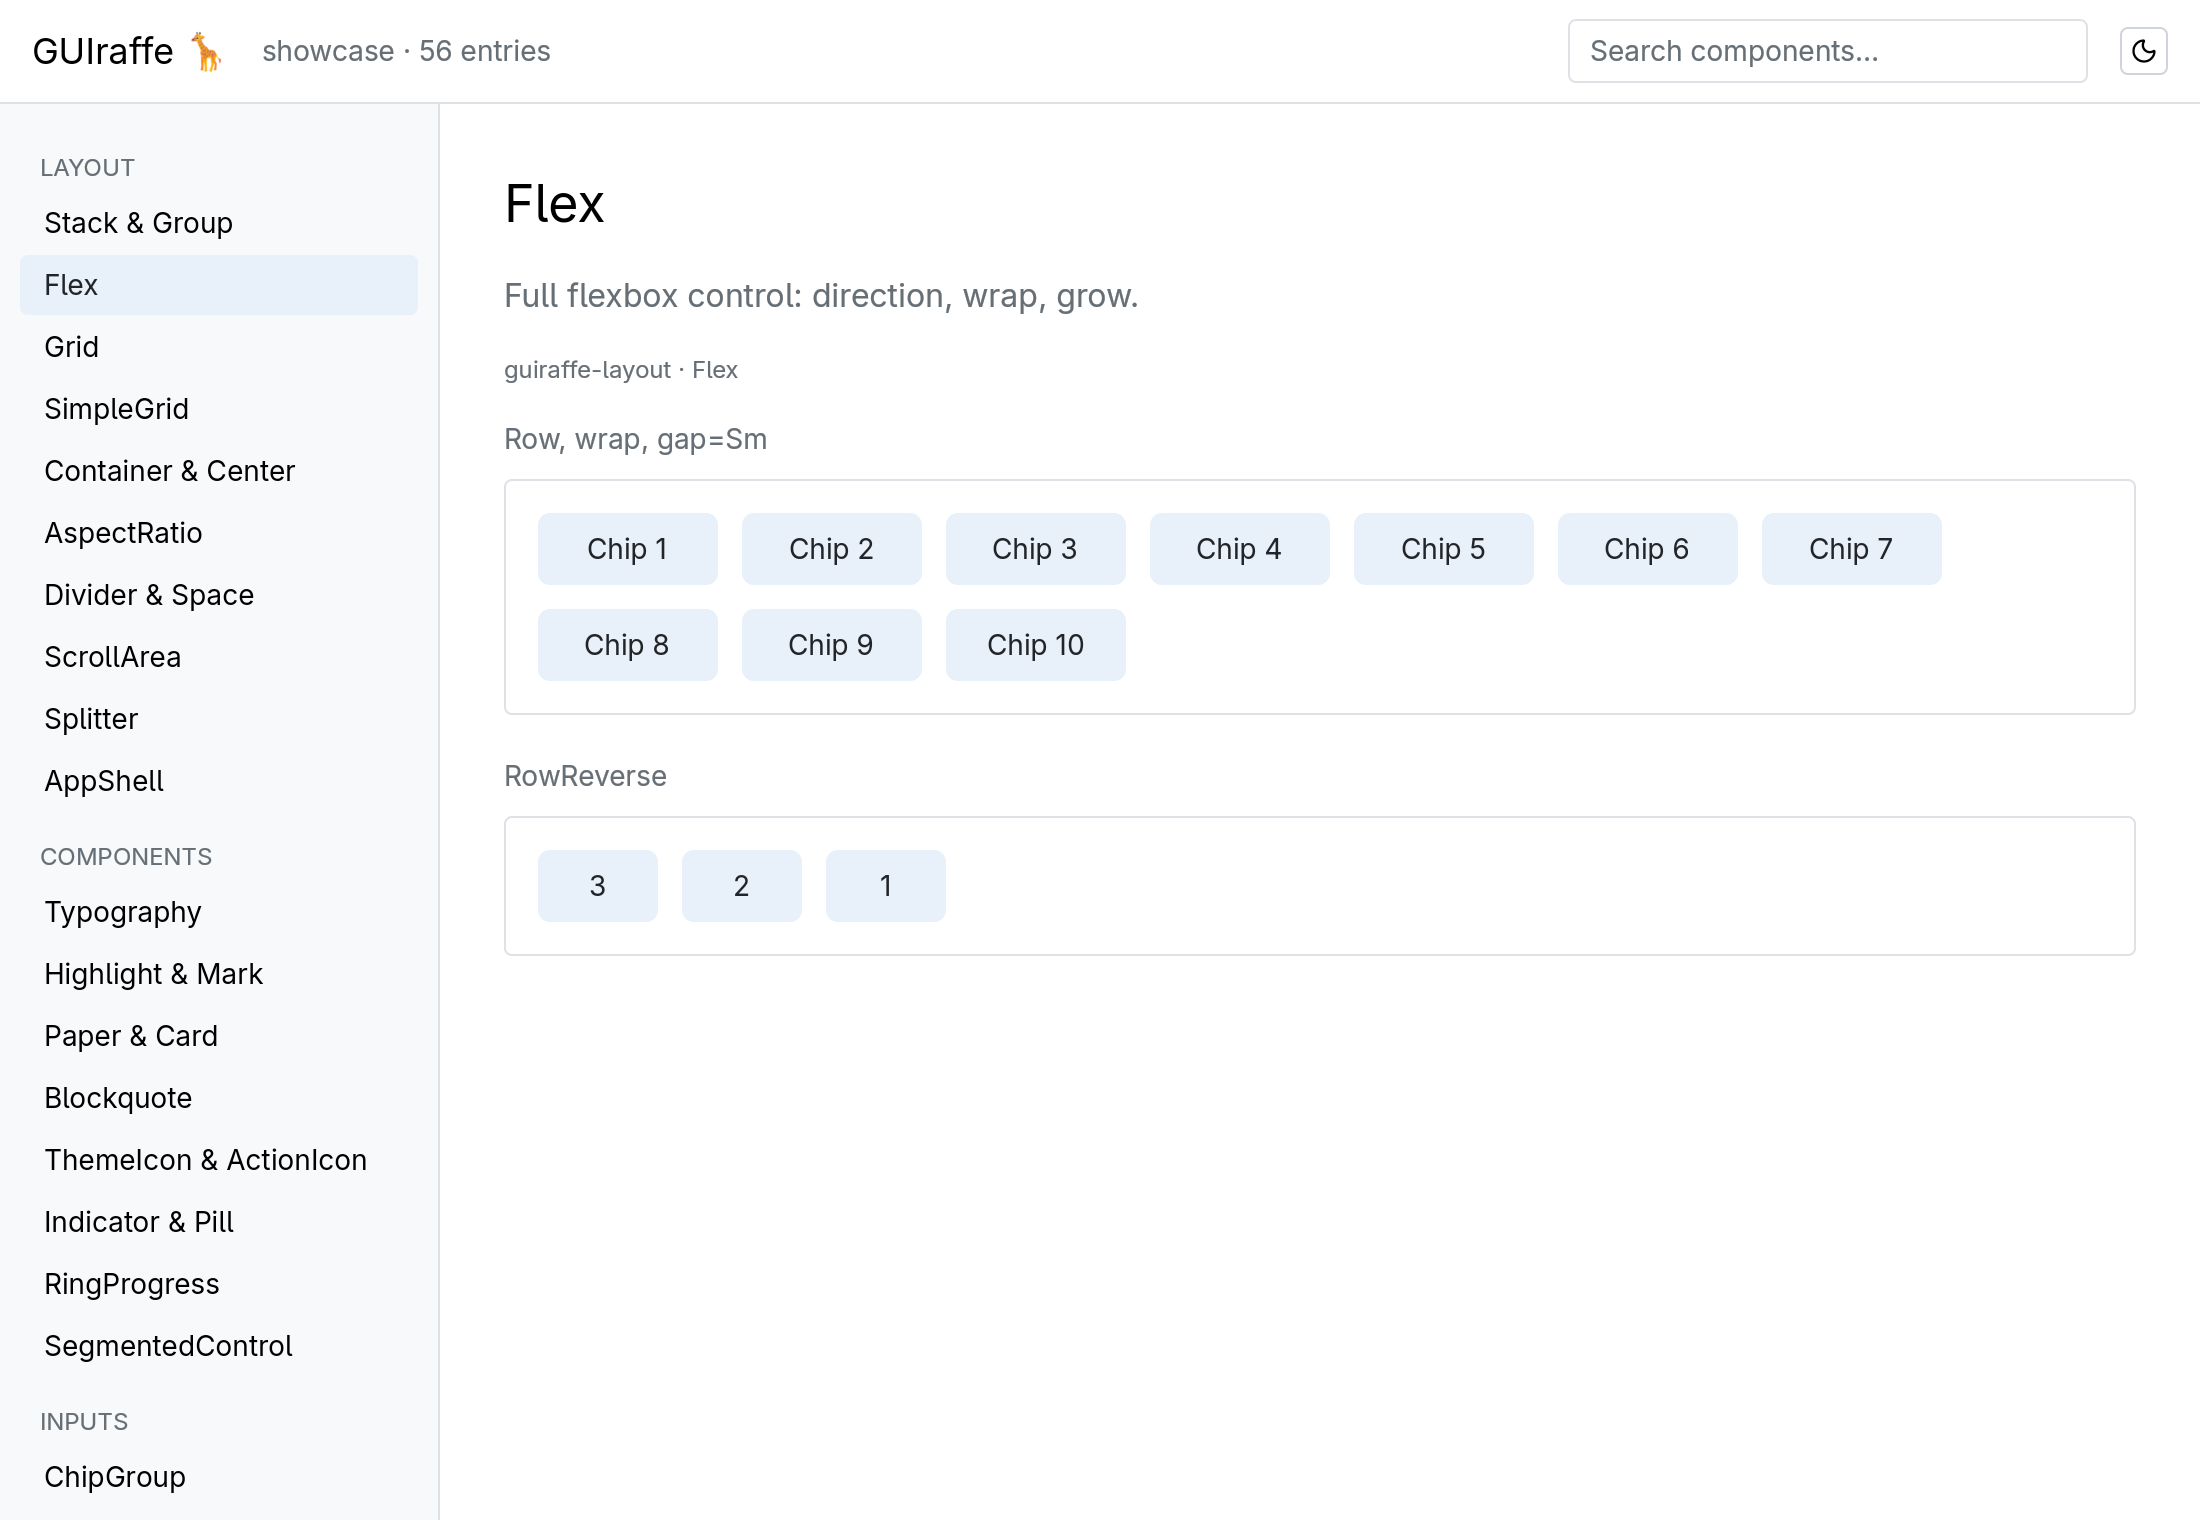 GUIraffe 🦒 showcase · 56 entries Search components...
LAYOUT
Stack & Group
Flex
Grid
SimpleGrid
Container & Center
AspectRatio
Divider & Space
ScrollArea
Splitter
AppShell
COMPONENTS
Typography
Highlight & Mark
Paper & Card
Blockquote
ThemeIcon & ActionIcon
Indicator & Pill
RingProgress
SegmentedControl
INPUTS
ChipGroup
Flex
Full flexbox control: direction, wrap, grow.
guiraffe-layout · Flex
Row, wrap, gap=Sm
Chip 1 Chip 2 Chip 3 Chip 4 Chip 5 Chip 6 Chip 7
Chip 8 Chip 9 Chip 10
RowReverse
3 2 1